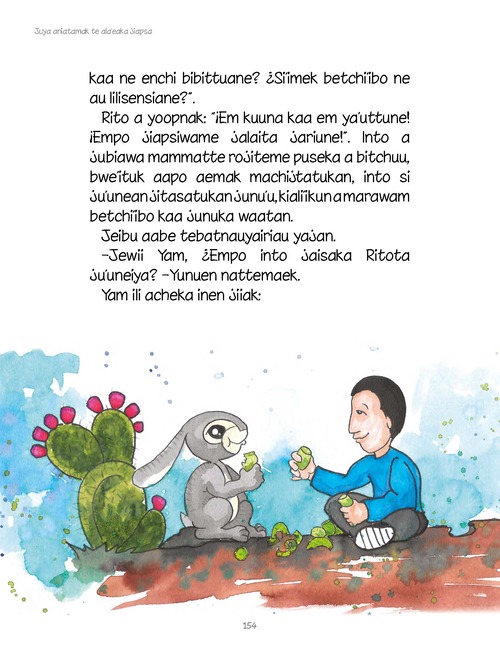 Juya aniatamak te ala'eaka jiapsa
kaa ne enchi bibittuane? ¿Si'imek betchi'ibo ne
au lilisensiane?".
Rito a yoopnak: "¡Em kuuna kaa em ya'uttune!
¡Empo jiapsiwame jalaita jariune!". Into a
jubiawa mammatte rojiteme puseka a bitchuu,
bwe'ituk aapo aemak machijtatukan, into si
ju'unean jitasatukan junu'u, kiali'ikun a marawam
betchi'ibo kaa junuka waatan.
Jeibu aabe tebatnauyairiau yajan.
–Jewii Yam, ¿Empo into jaisaka Ritota
ju'uneiya? –Yunuen nattemaek.
Yam ili acheka inen jiiak:
154